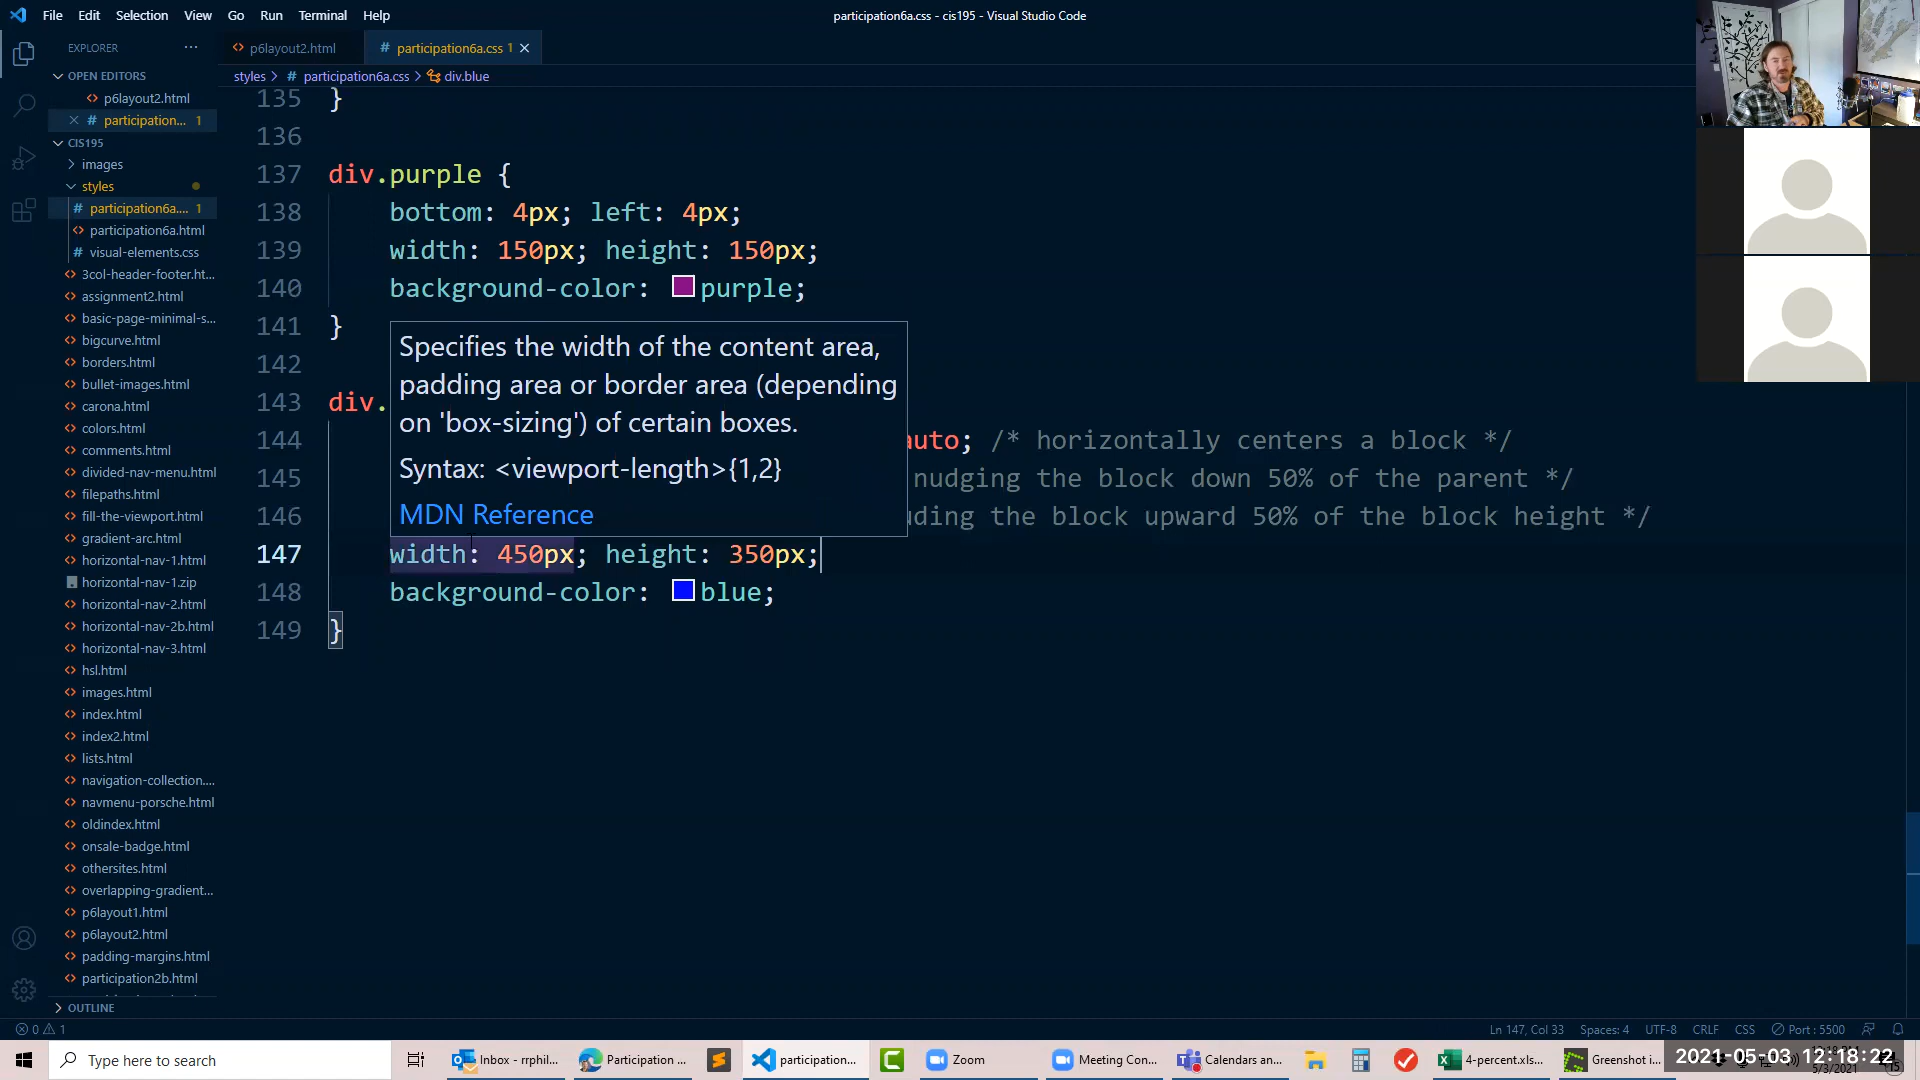 File Edit Selection View Go Run Terminal Help
participation6a.css - cis195 - Visual Studio Code
EXPLORER ···
OPEN EDITORS
p6layout2.html
participation... 1
CIS195
images
styles
participation6a.... 1
participation6a.html
visual-elements.css
3col-header-footer.ht...
assignment2.html
basic-page-minimal-s...
bigcurve.html
borders.html
bullet-images.html
carona.html
colors.html
comments.html
divided-nav-menu.html
filepaths.html
fill-the-viewport.html
gradient-arc.html
horizontal-nav-1.html
horizontal-nav-1.zip
horizontal-nav-2.html
horizontal-nav-2b.html
horizontal-nav-3.html
hsl.html
images.html
index.html
index2.html
lists.html
navigation-collection....
navmenu-porsche.html
oldindex.html
onsale-badge.html
othersites.html
overlapping-gradient...
p6layout1.html
p6layout2.html
padding-margins.html
participation2b.html
OUTLINE
p6layout2.html
# participation6a.css 1 ×
styles > # participation6a.css > div.blue
135 }
136
137 div.purple {
138 bottom: 4px; left: 4px;
139 width: 150px; height: 150px;
140 background-color: purple;
141 }
142
143 div.
144 auto; /* horizontally centers a block */
145 nudging the block down 50% of the parent */
146 the block upward 50% of the block height */
147 width: 450px; height: 350px;
148 background-color: blue;
149 }
Specifies the width of the content area,
padding area or border area (depending
on 'box-sizing') of certain boxes.
Syntax: <viewport-length>{1,2}
MDN Reference
0 1
Ln 147, Col 33 Spaces: 4 UTF-8 CRLF CSS Port : 5500
Type here to search
Inbox - rrphil...
Participation ...
participation...
Zoom
Meeting Con...
Calendars an...
4-percent.xls...
Greenshot i...
2021-05-03 12:18:22
5/3/2021